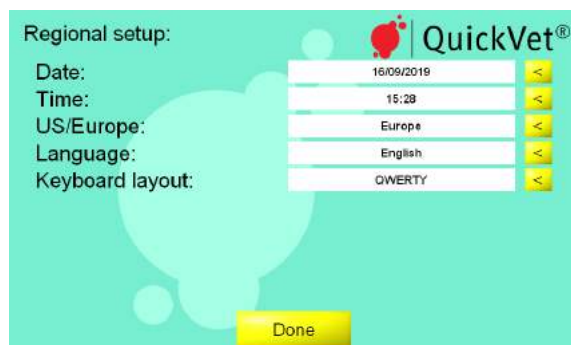 Regional setup:
QuickVet®
Date: 16/09/2019 <
Time: 15:28 <
US/Europe: Europe <
Language: English <
Keyboard layout: QWERTY <
Done